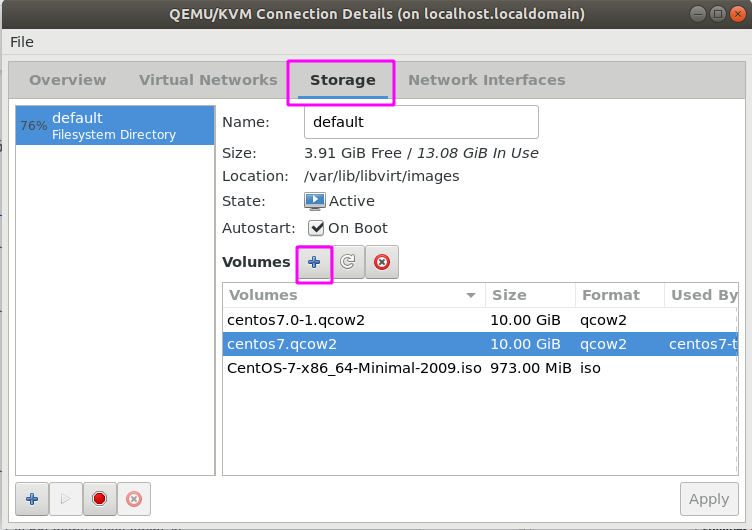 QEMU/KVM Connection Details (on localhost.localdomain)
File
Overview Virtual Networks Storage Network Interfaces
76% default
Filesystem Directory
Name: default
Size: 3.91 GiB Free / 13.08 GiB In Use
Location: /var/lib/libvirt/images
State: Active
Autostart: On Boot
Volumes
Volumes Size Format Used By
centos7.0-1.qcow2 10.00 GiB qcow2
centos7.qcow2 10.00 GiB qcow2 centos7-t
CentOS-7-x86_64-Minimal-2009.iso 973.00 MiB iso
Apply